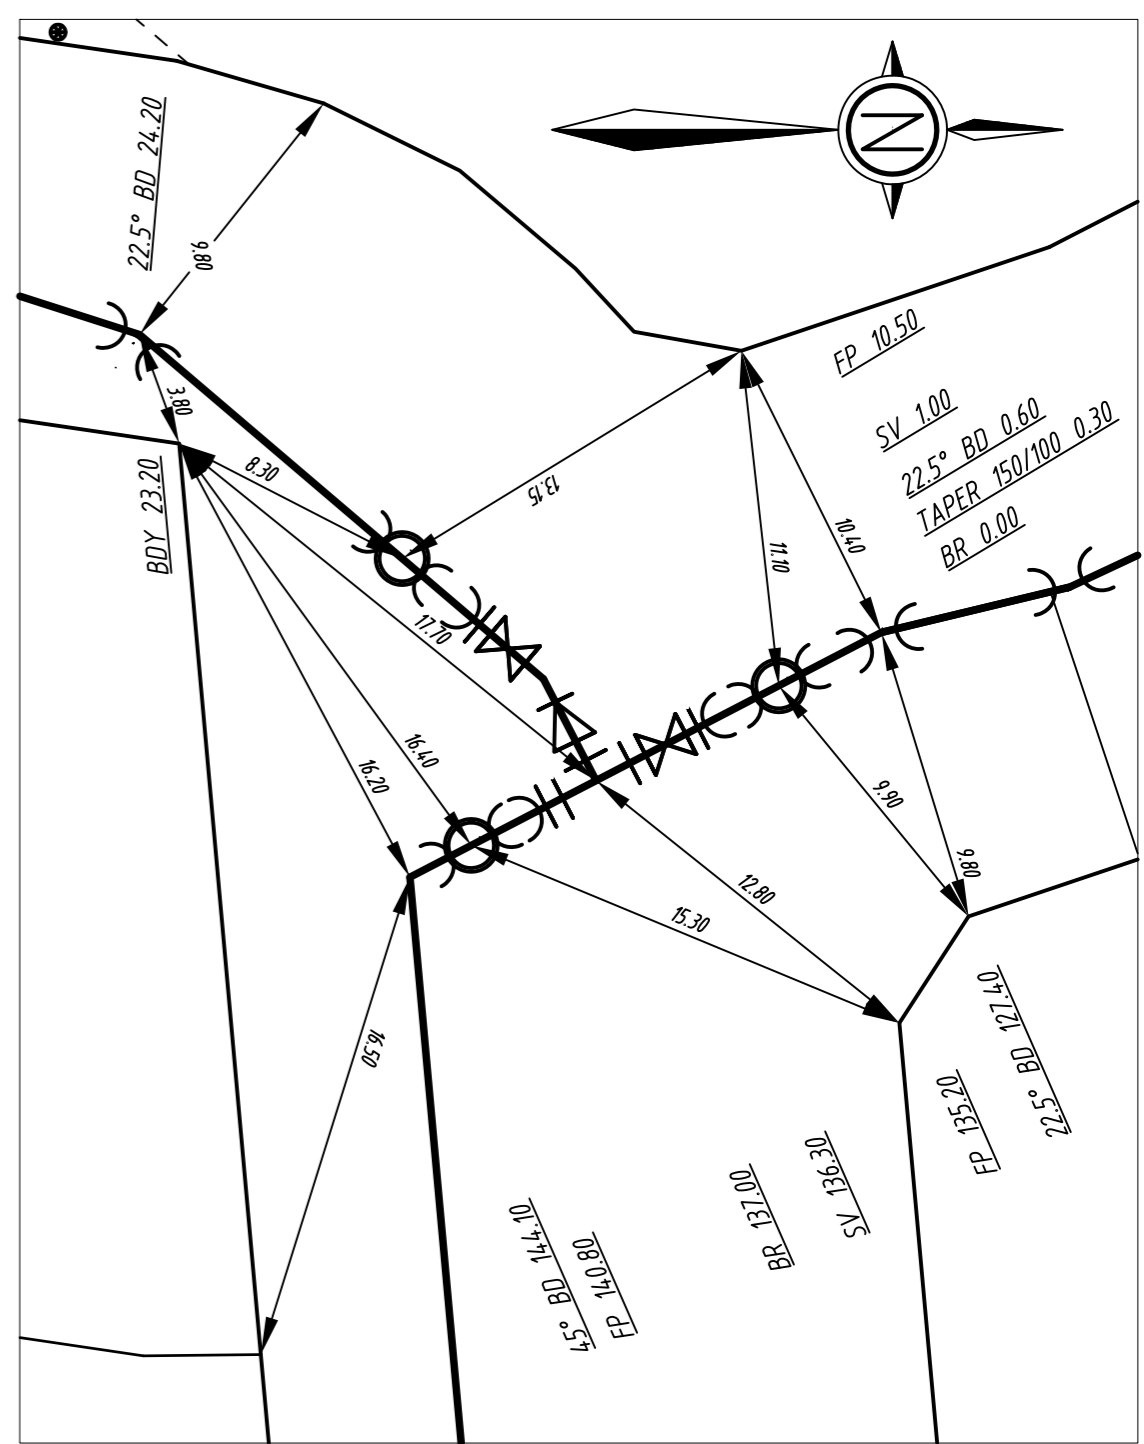 N
22.5° BD 24.20
9.80
FP 10.50
3.80
SV 1.00
22.5° BD 0.60
TAPER 150/100 0.30
BR 0.00
BDY 23.20
8.30
13.15
11.10
10.40
17.70
16.40
16.20
9.90
9.80
12.80
15.30
16.50
22.5° BD 127.40
FP 135.20
SV 136.30
BR 137.00
FP 140.80
45° BD 144.10